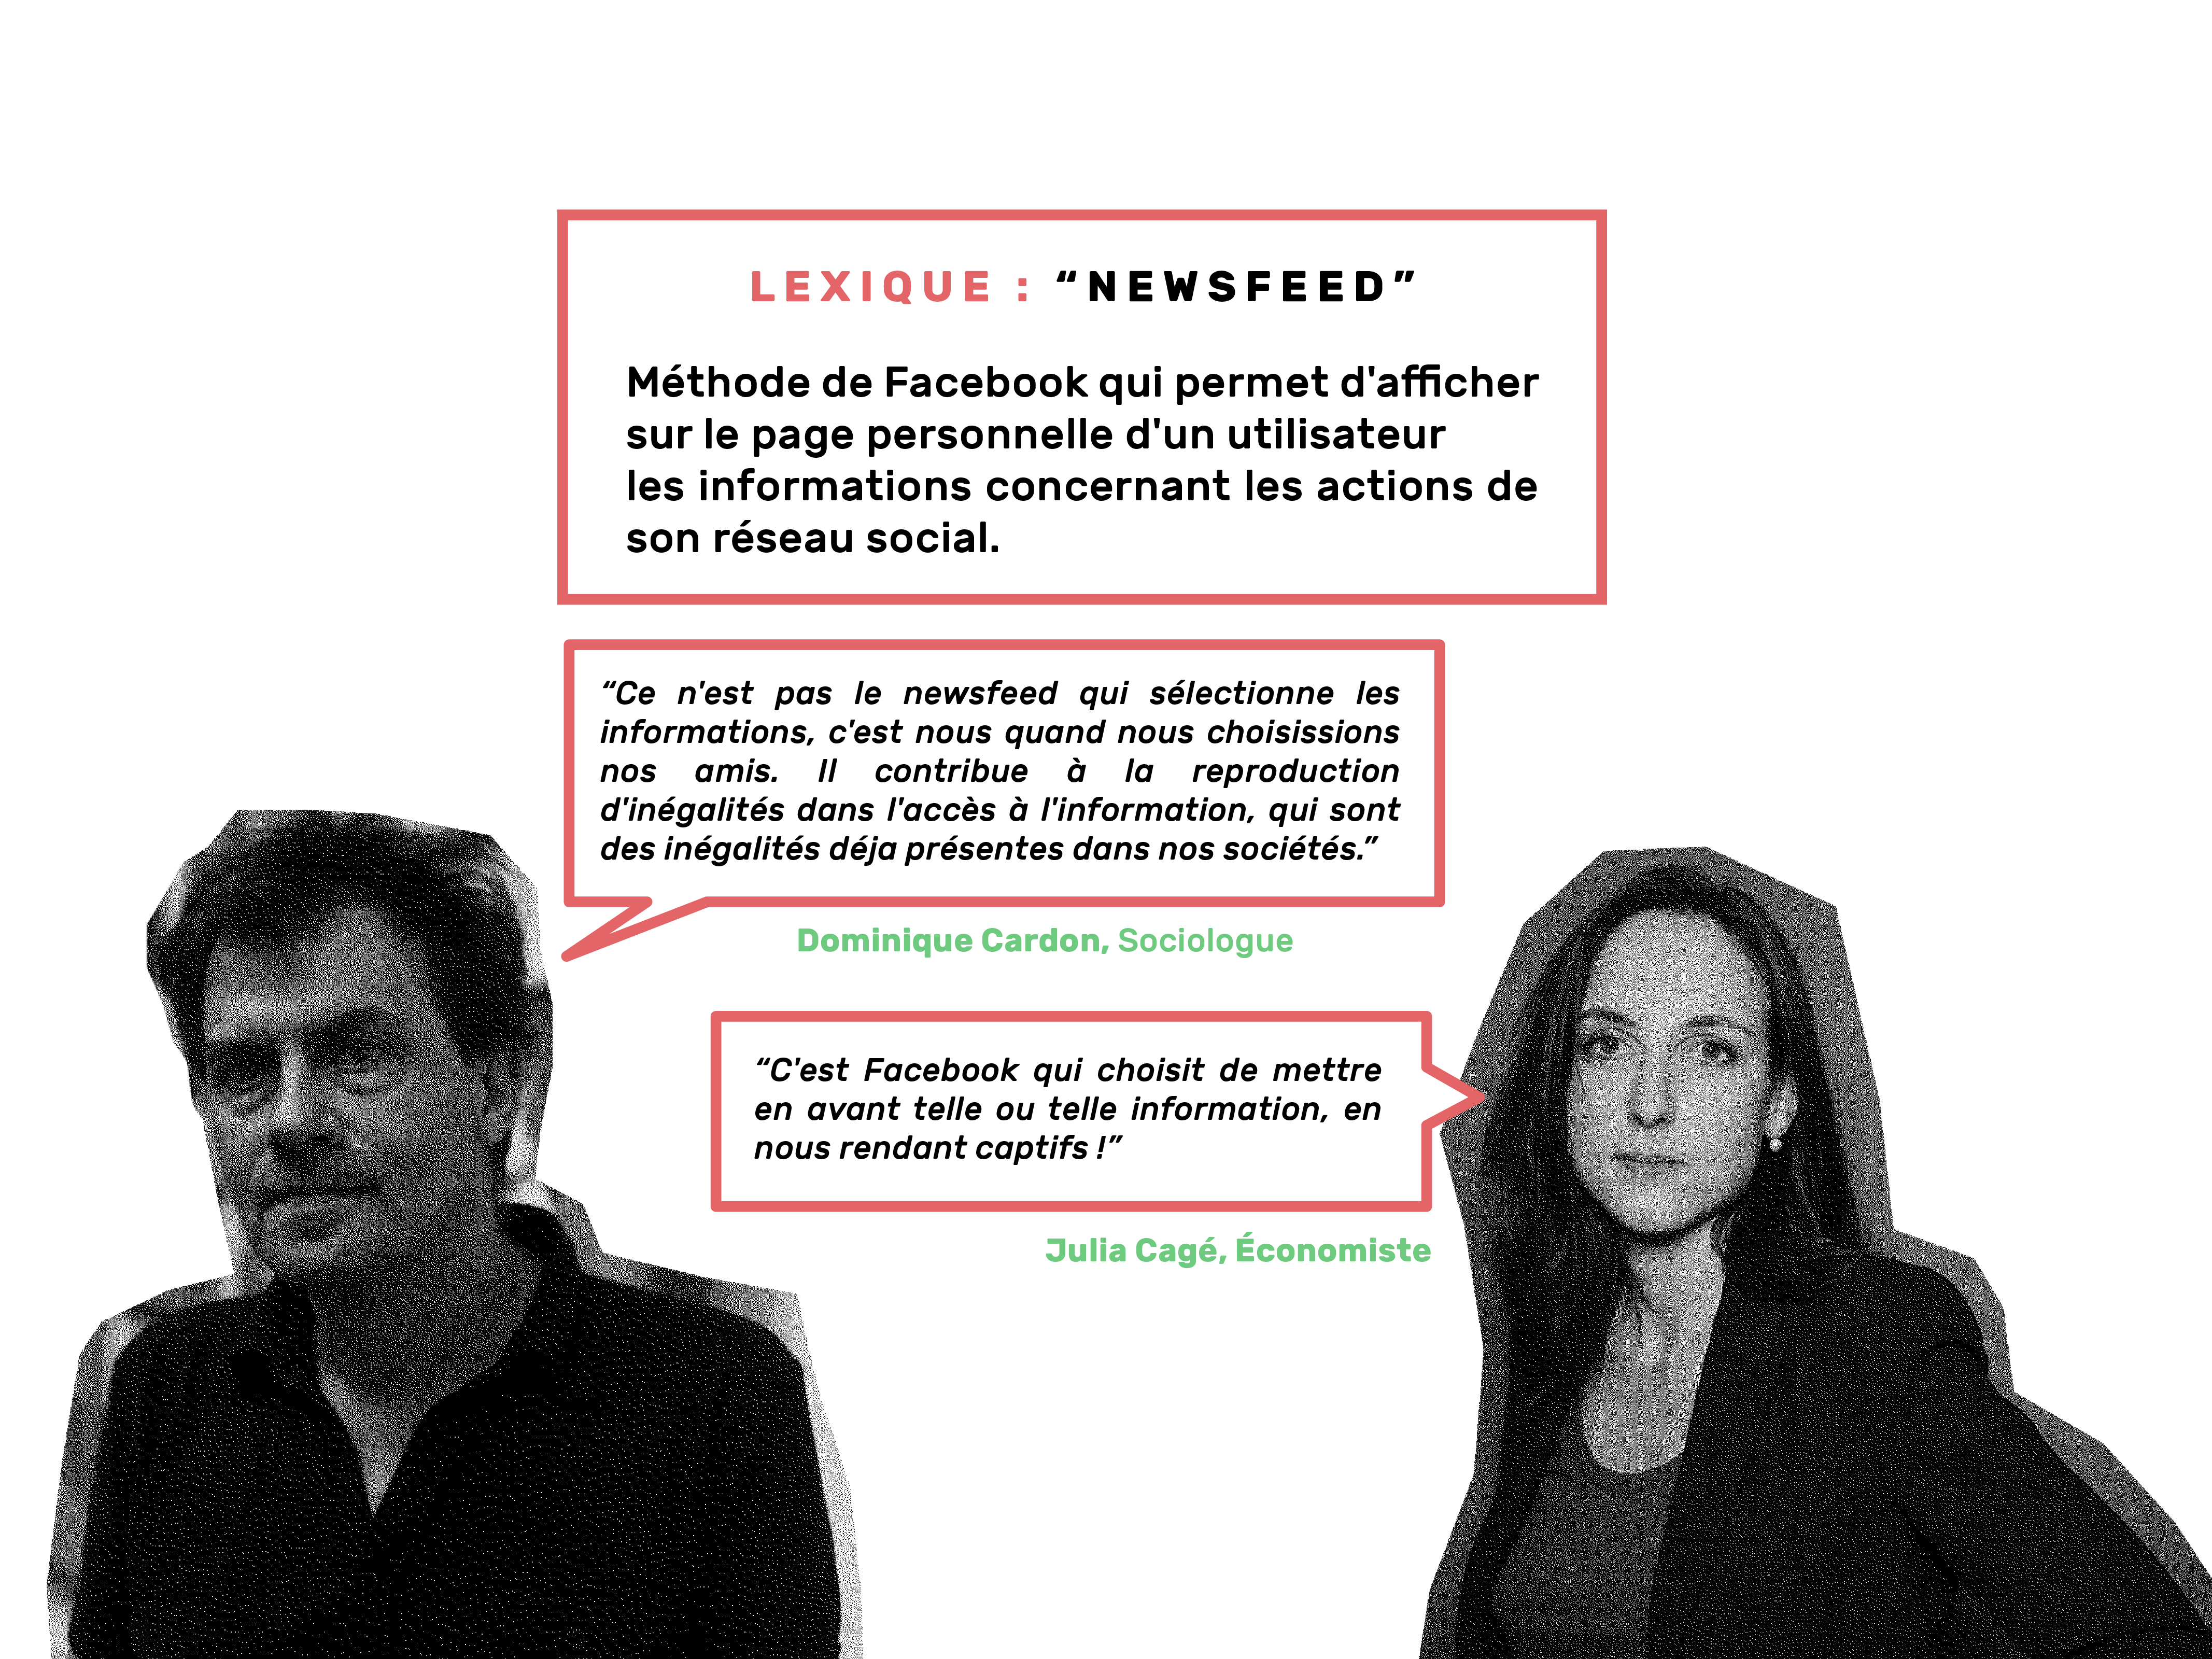 LEXIQUE : “NEWSFEED”
Méthode de Facebook qui permet d'afficher
sur le page personnelle d'un utilisateur
les informations concernant les actions de
son réseau social.
“Ce n'est pas le newsfeed qui sélectionne les
informations, c'est nous quand nous choisissions
nos amis. Il contribue à la reproduction
d'inégalités dans l'accès à l'information, qui sont
des inégalités déja présentes dans nos sociétés.”
Dominique Cardon, Sociologue
“C'est Facebook qui choisit de mettre
en avant telle ou telle information, en
nous rendant captifs !”
Julia Cagé, Économiste